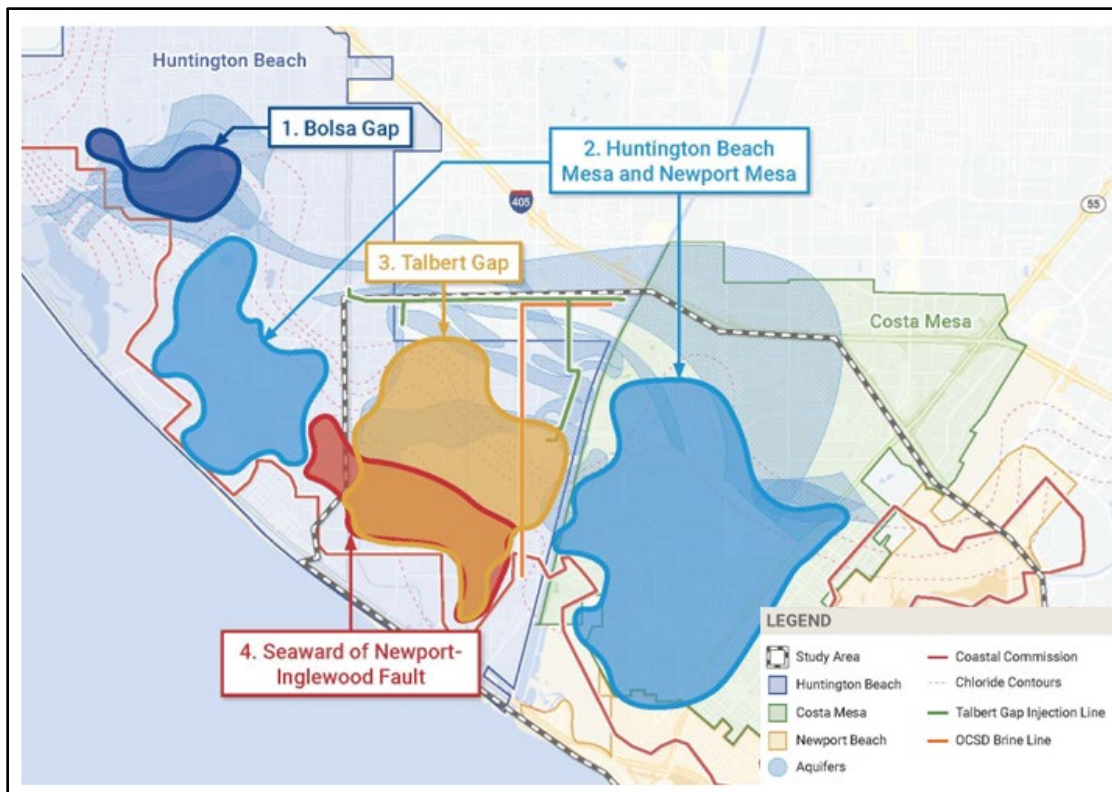 Huntington Beach
1. Bolsa Gap
2. Huntington Beach
Mesa and Newport Mesa
405
55
3. Talbert Gap
Costa Mesa
4. Seaward of Newport-
Inglewood Fault
LEGEND
Study Area
Huntington Beach
Costa Mesa
Newport Beach
Aquifers
Coastal Commission
Chloride Contours
Talbert Gap Injection Line
OCSD Brine Line